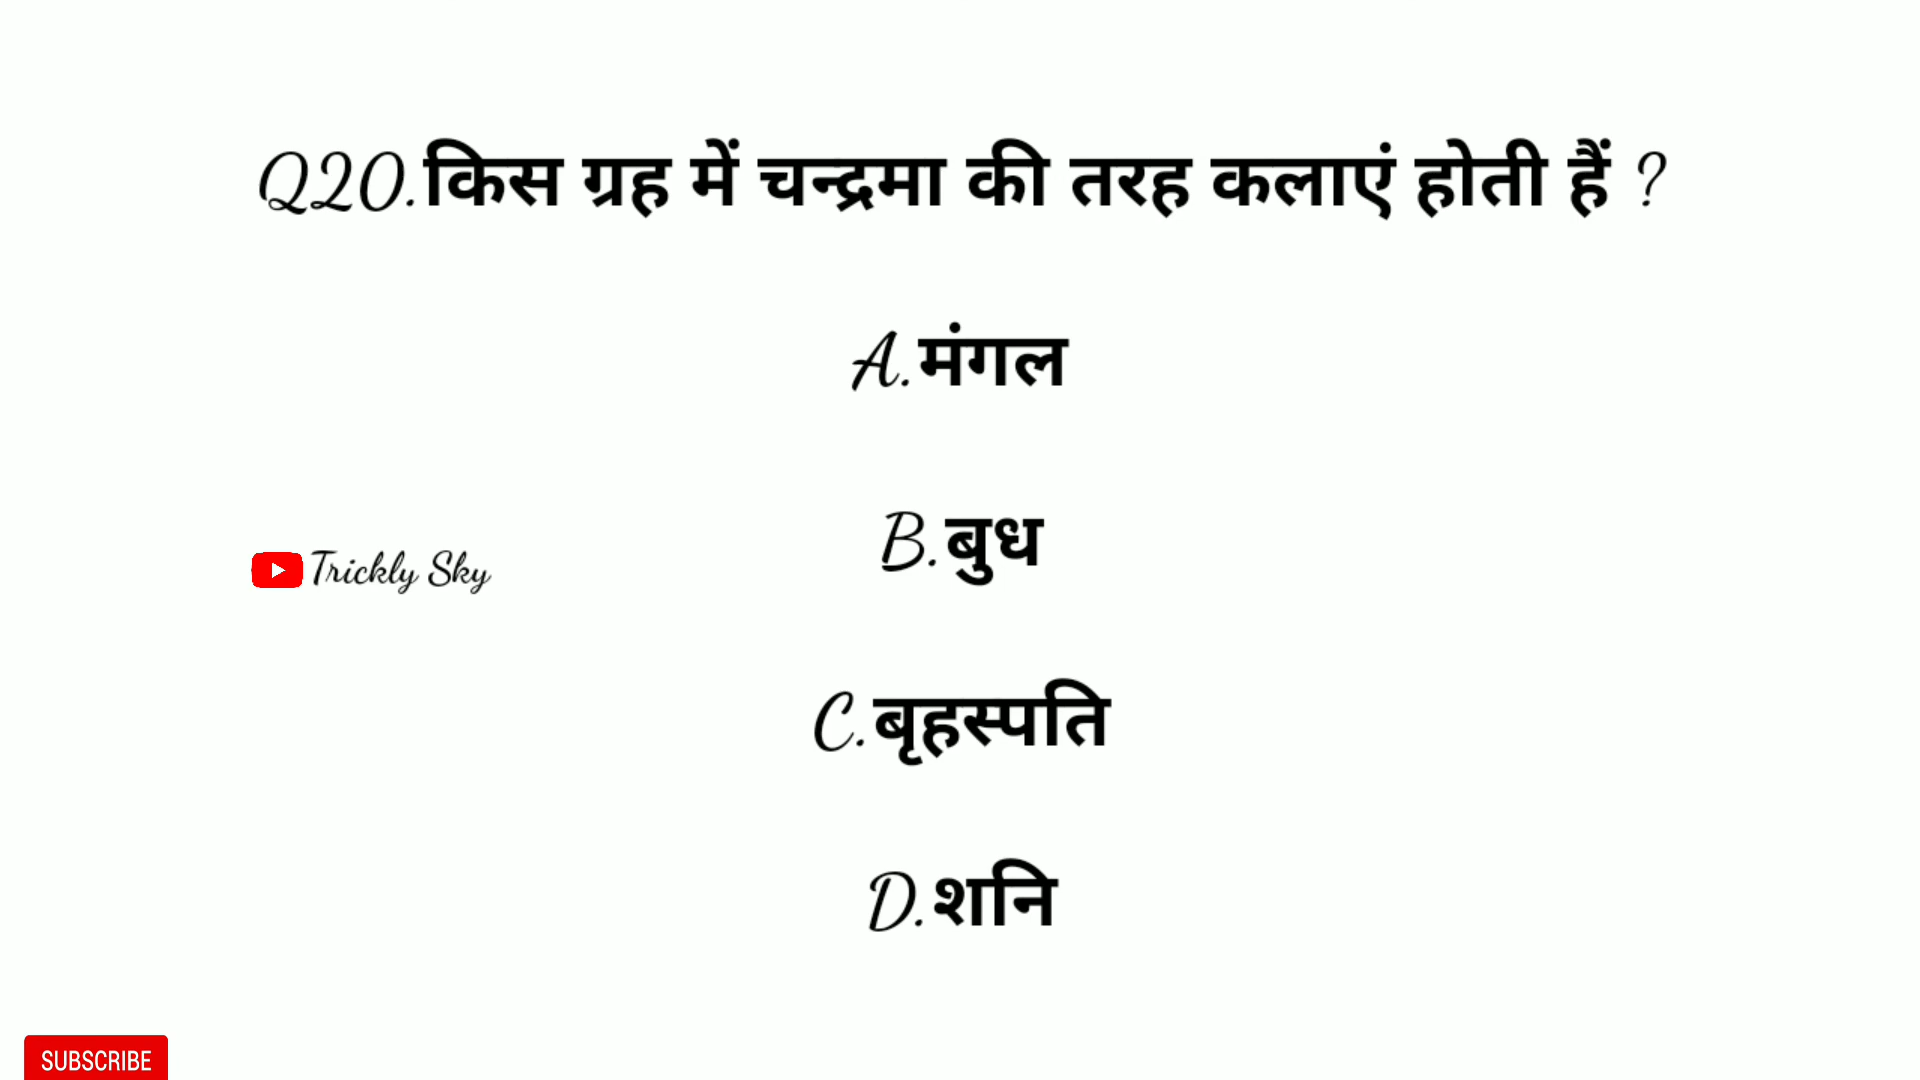 Q20.किस ग्रह में चन्द्रमा की तरह कलाएं होती हैं ?
A.मंगल
B.बुध
Trickly Sky
C.बृहस्पति
D.शनि
SUBSCRIBE